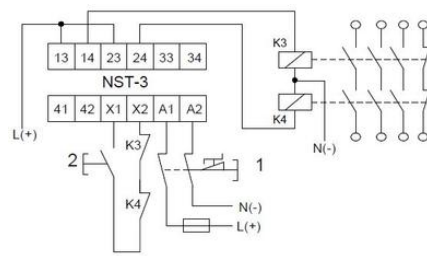 13 14 23 24 33 34
NST-3
41 42 X1 X2 A1 A2
L(+)
2
K3
K4
1
N(-)
L(+)
K3
K4
N(-)